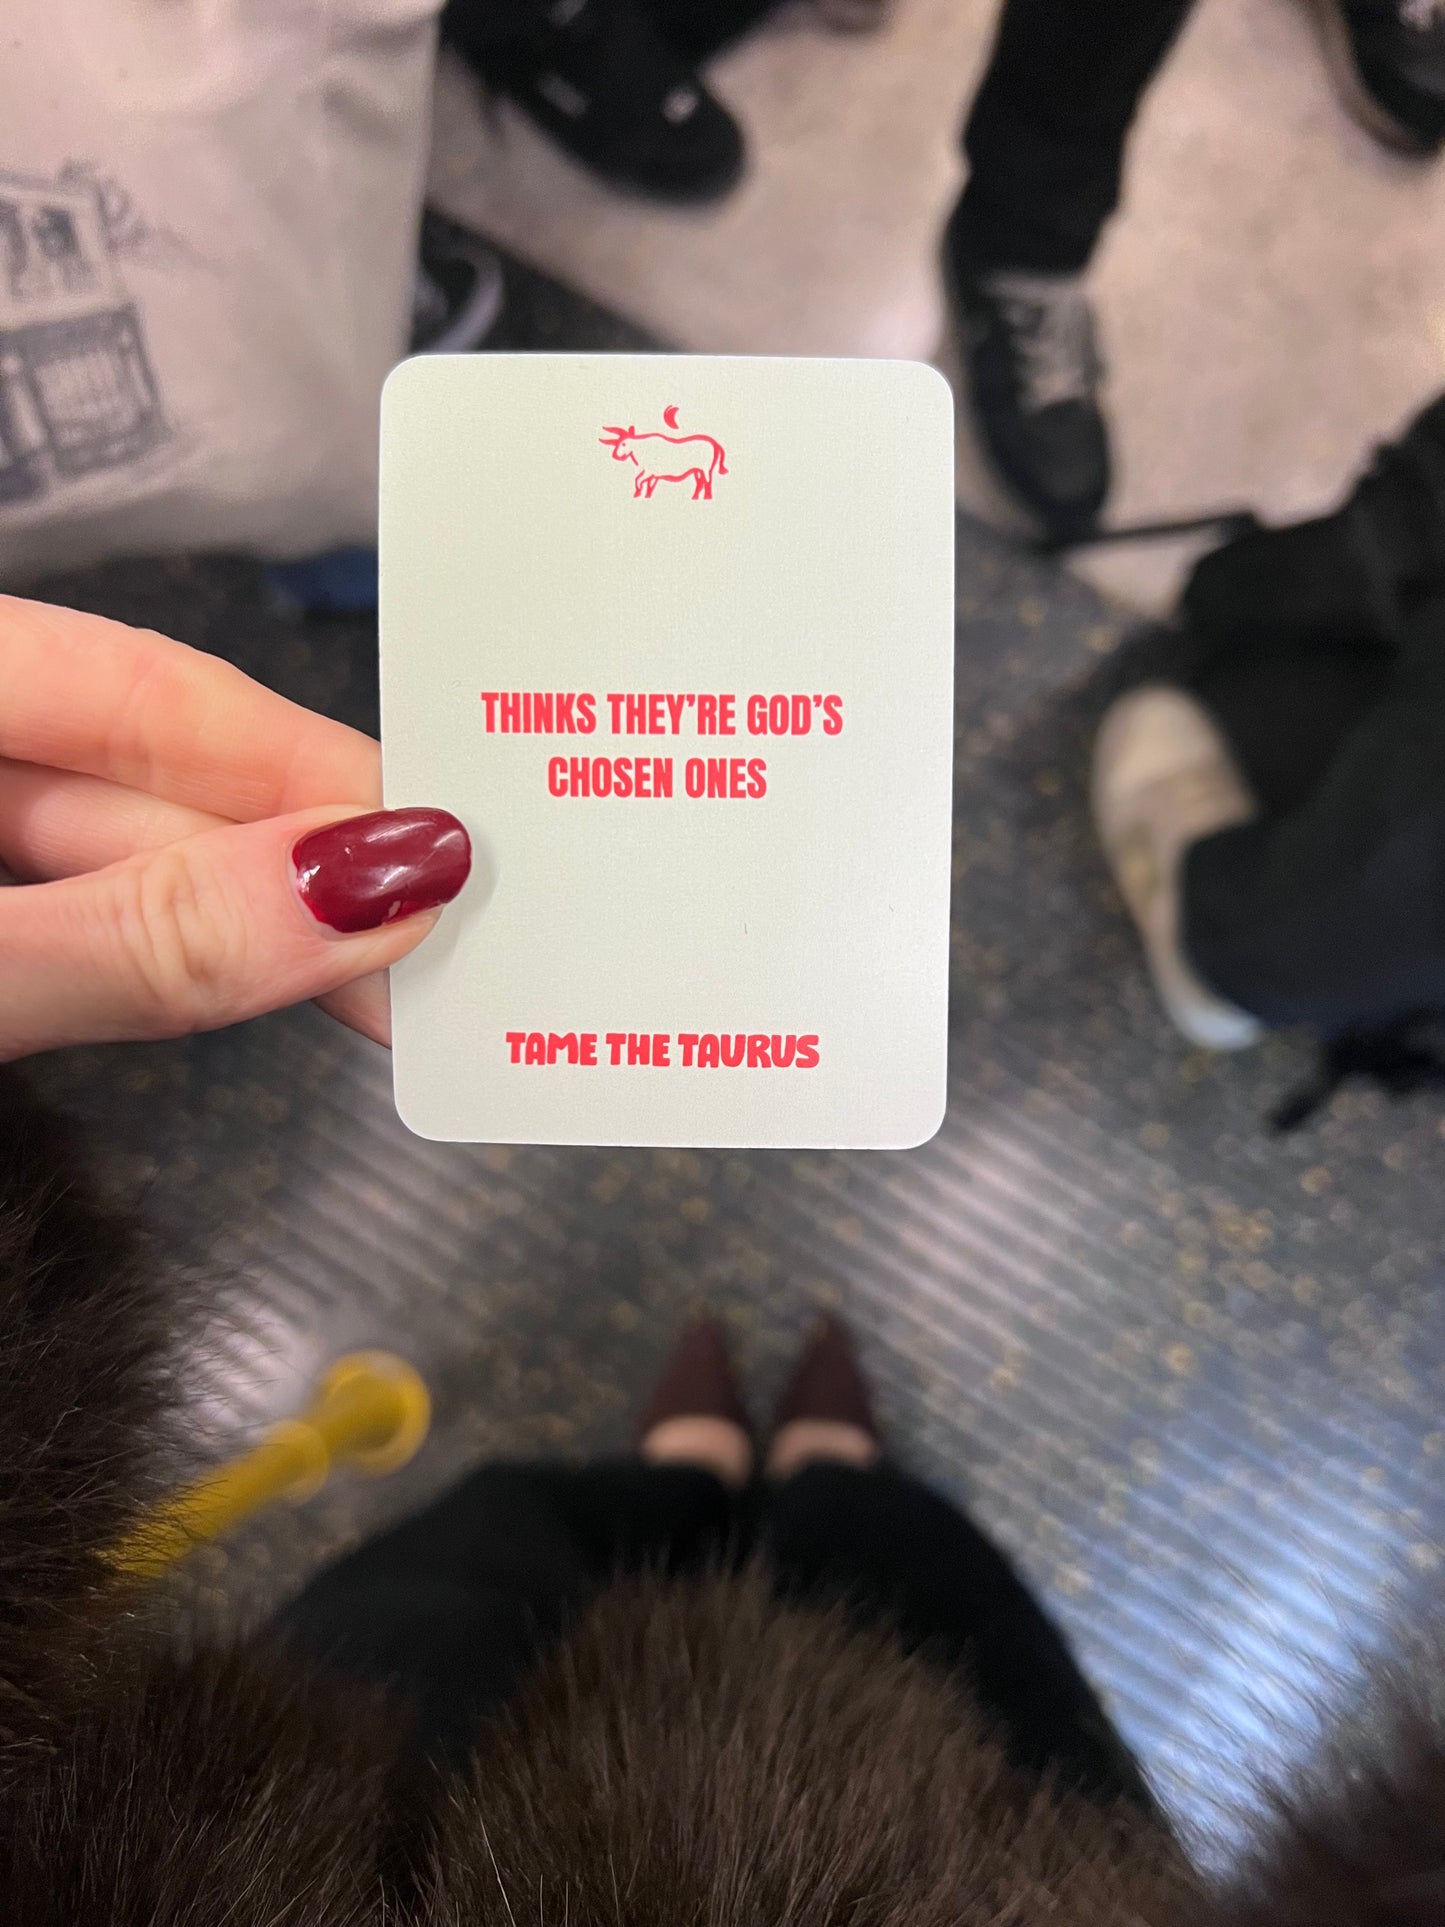 THINKS THEY'RE GOD'S
CHOSEN ONES
TAME THE TAURUS